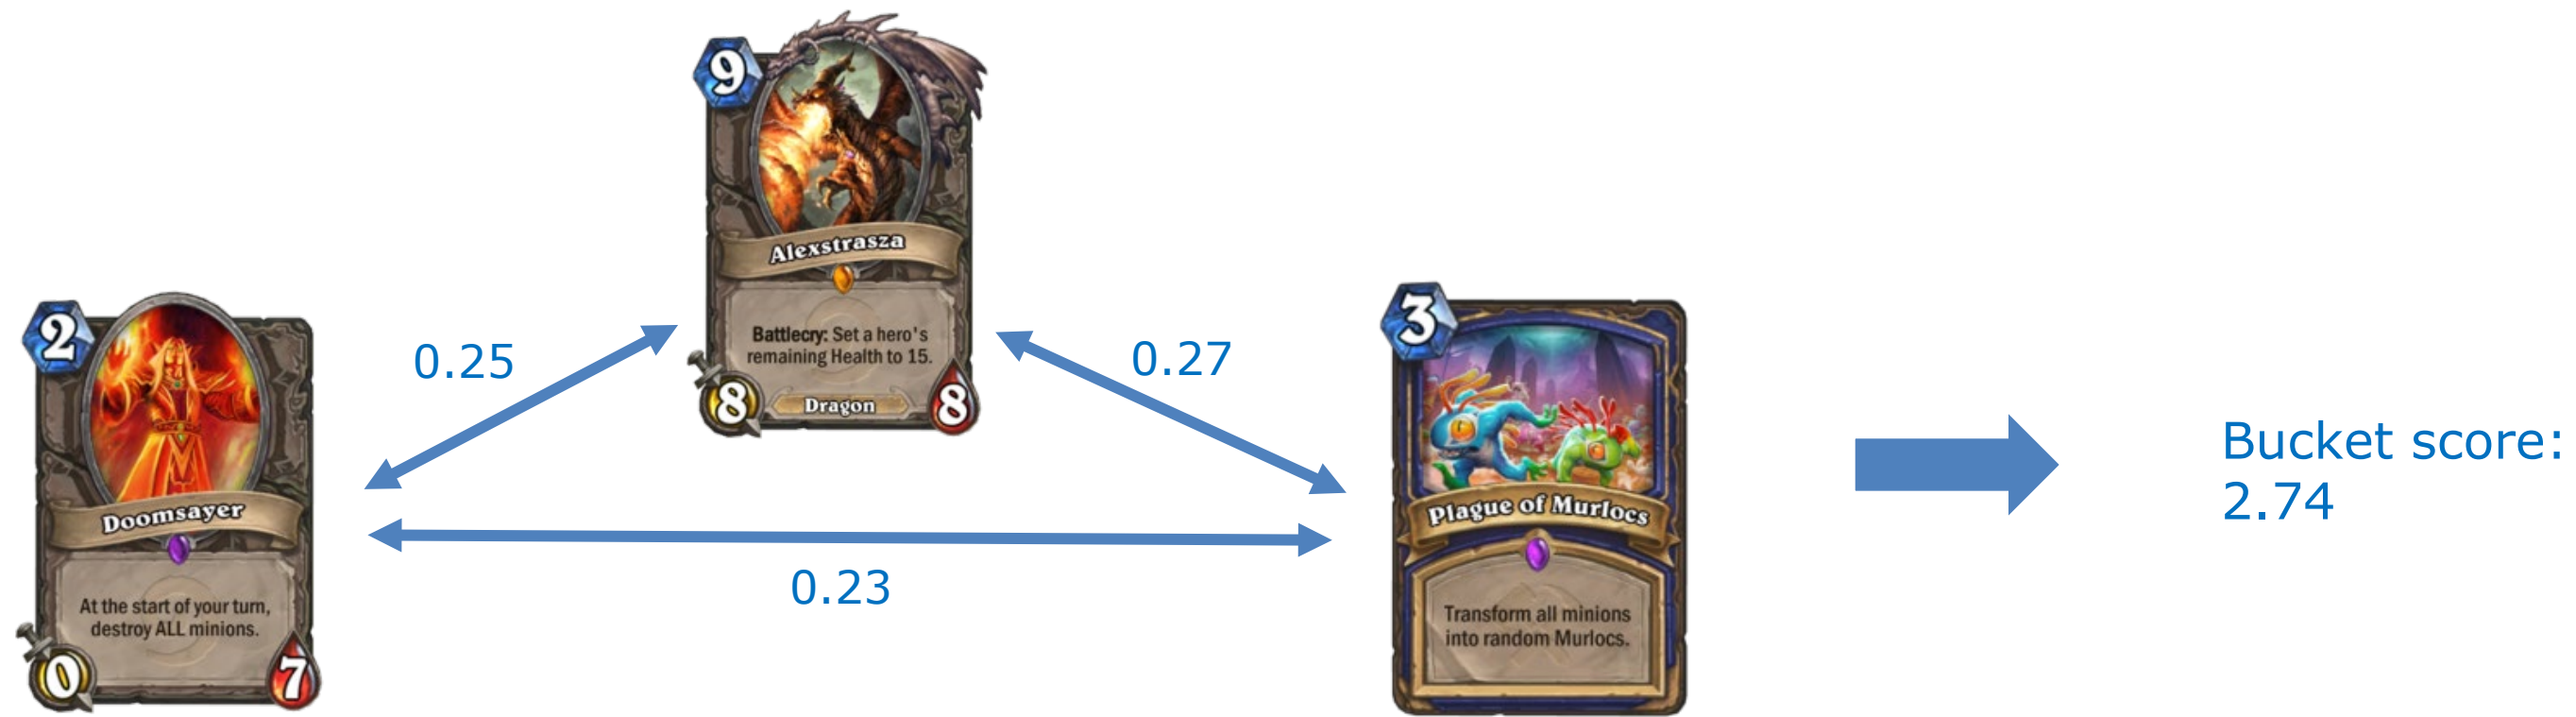 9
Alexstrasza
Battlecry: Set a hero's
remaining Health to 15.
8
Dragon
8
2
Doomsayer
At the start of your turn,
destroy ALL minions.
0
7
0.25
0.27
0.23
3
Plague of Murlocs
Transform all minions
into random Murlocs.
Bucket score:
2.74